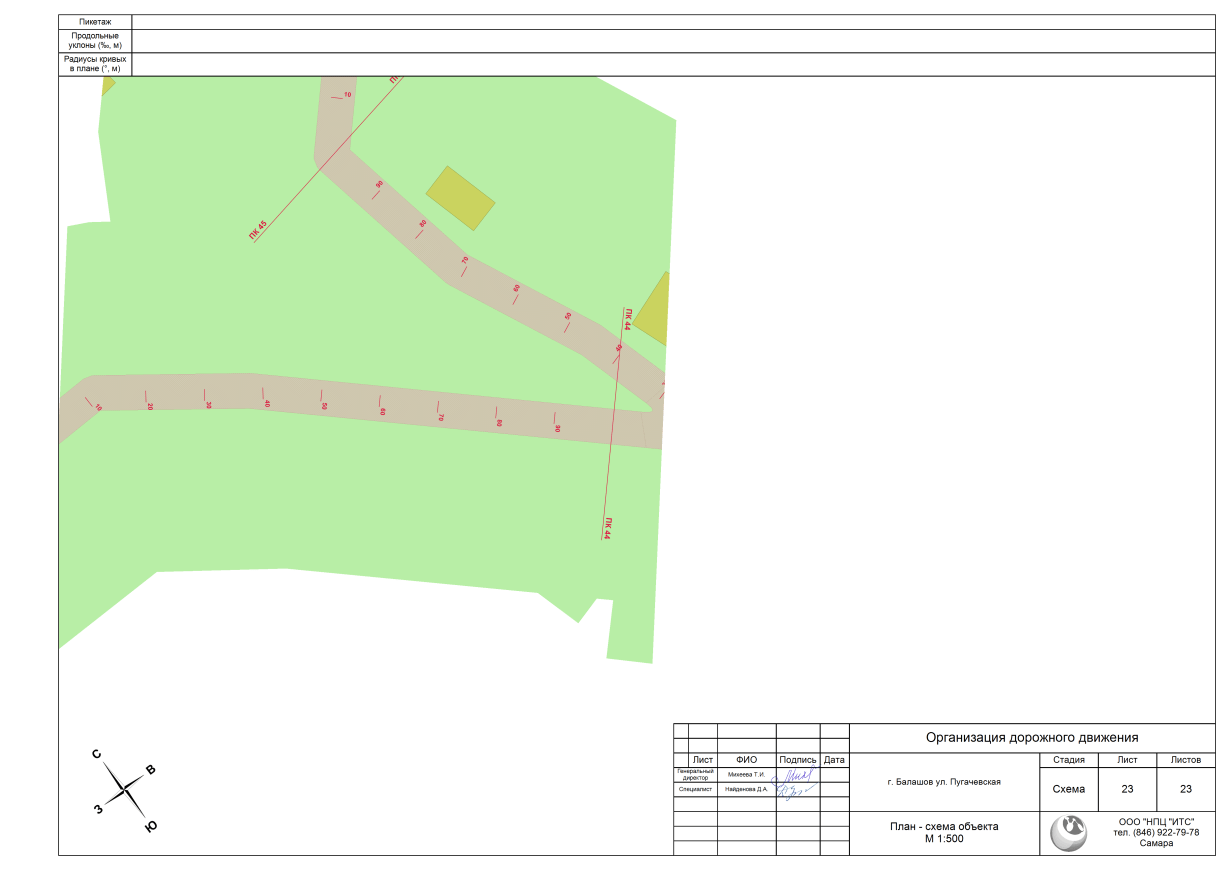 Пикетаж
Продольные
уклоны (‰, м)
Радиусы кривых
в плане (°, м)
10
90
80
ПК 45
70
60
50
ПК 44
40
10
20
30
40
50
60
70
80
90
ПК 44
С
В
З
Ю
Организация дорожного движения
Лист ФИО Подпись Дата
Стадия Лист Листов
Генеральный
директор
Михеева Т.И.
Специалист Найденова Д.А.
г. Балашов ул. Пугачевская
Схема 23 23
План - схема объекта
М 1:500
ООО "НПЦ "ИТС"
тел. (846) 922-79-78
Самара